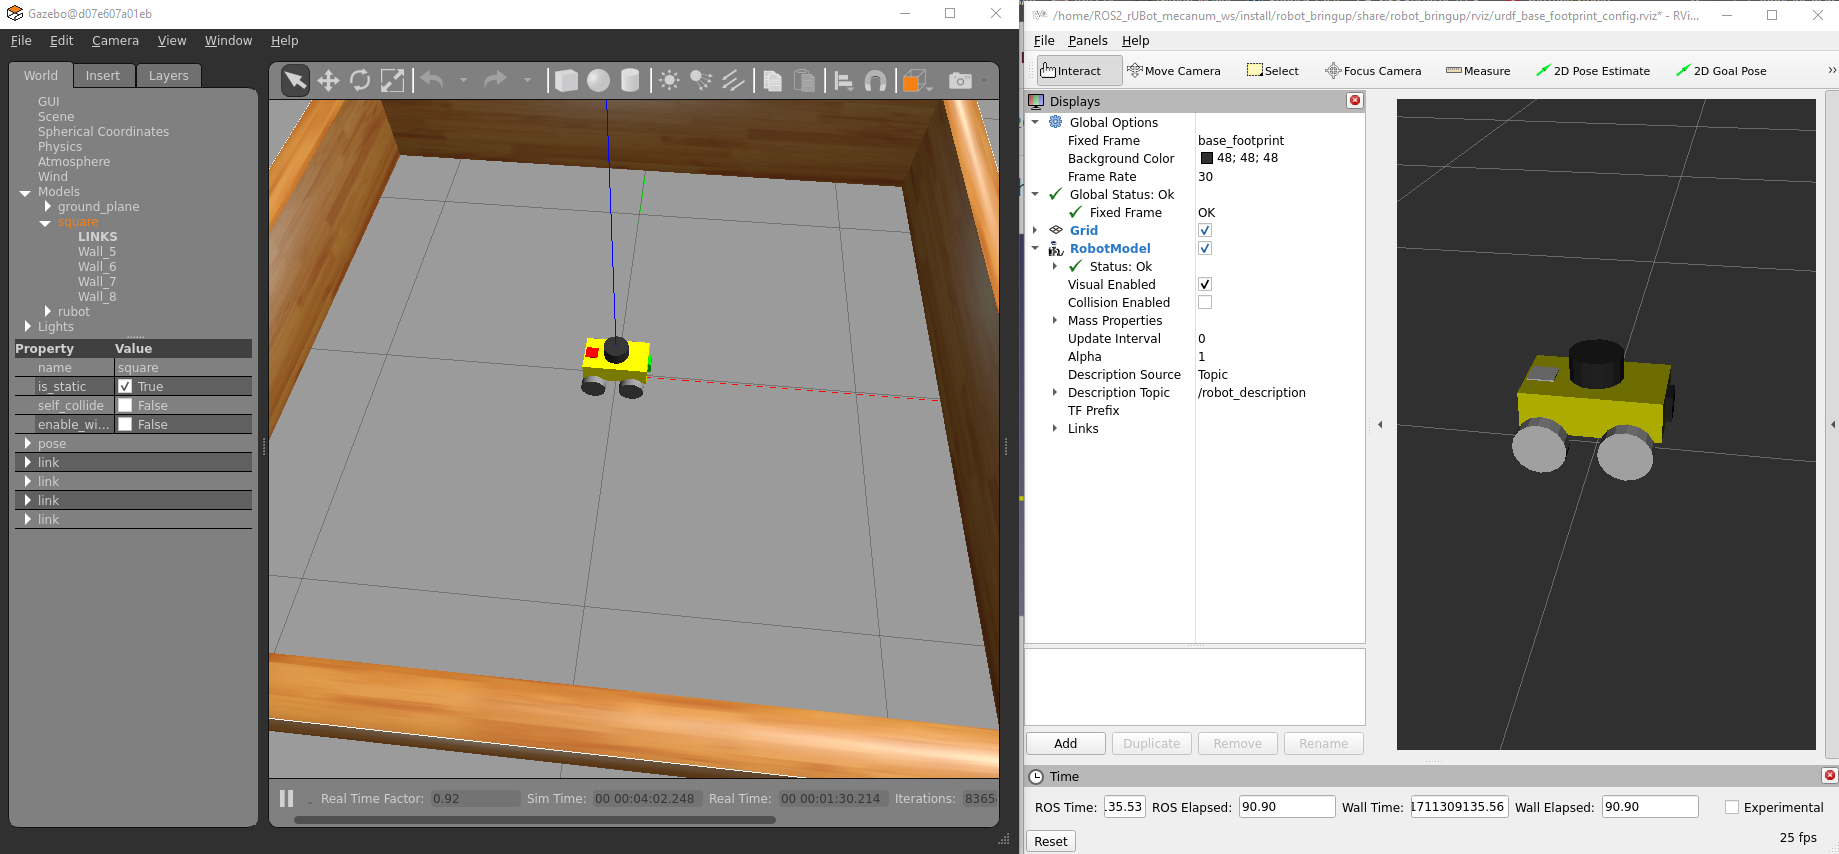 Gazebo@d07e607a01eb
File Edit Camera View Window Help
World Insert Layers
GUI
Scene
Spherical Coordinates
Physics
Atmosphere
Wind
Models
ground_plane
square
LINKS
Wall_5
Wall_6
Wall_7
Wall_8
rubot
Lights
Property Value
name square
is_static True
self_collide False
enable_wi... False
pose
link
link
link
link
Real Time Factor: 0.92 Sim Time: 00 00:04:02.248 Real Time: 00 00:01:30.214 Iterations: 8365
/home/ROS2_rUBot_mecanum_ws/install/robot_bringup/share/robot_bringup/rviz/urdf_base_footprint_config.rviz* - RVi...
File Panels Help
Interact Move Camera Select Focus Camera Measure 2D Pose Estimate 2D Goal Pose »
Displays
Global Options
Fixed Frame base_footprint
Background Color 48; 48; 48
Frame Rate 30
Global Status: Ok
Fixed Frame OK
Grid
RobotModel
Status: Ok
Visual Enabled
Collision Enabled
Mass Properties
Update Interval 0
Alpha 1
Description Source Topic
Description Topic /robot_description
TF Prefix
Links
Add Duplicate Remove Rename
Time
ROS Time: .35.53 ROS Elapsed: 90.90 Wall Time: 1711309135.56 Wall Elapsed: 90.90 Experimental
Reset 25 fps